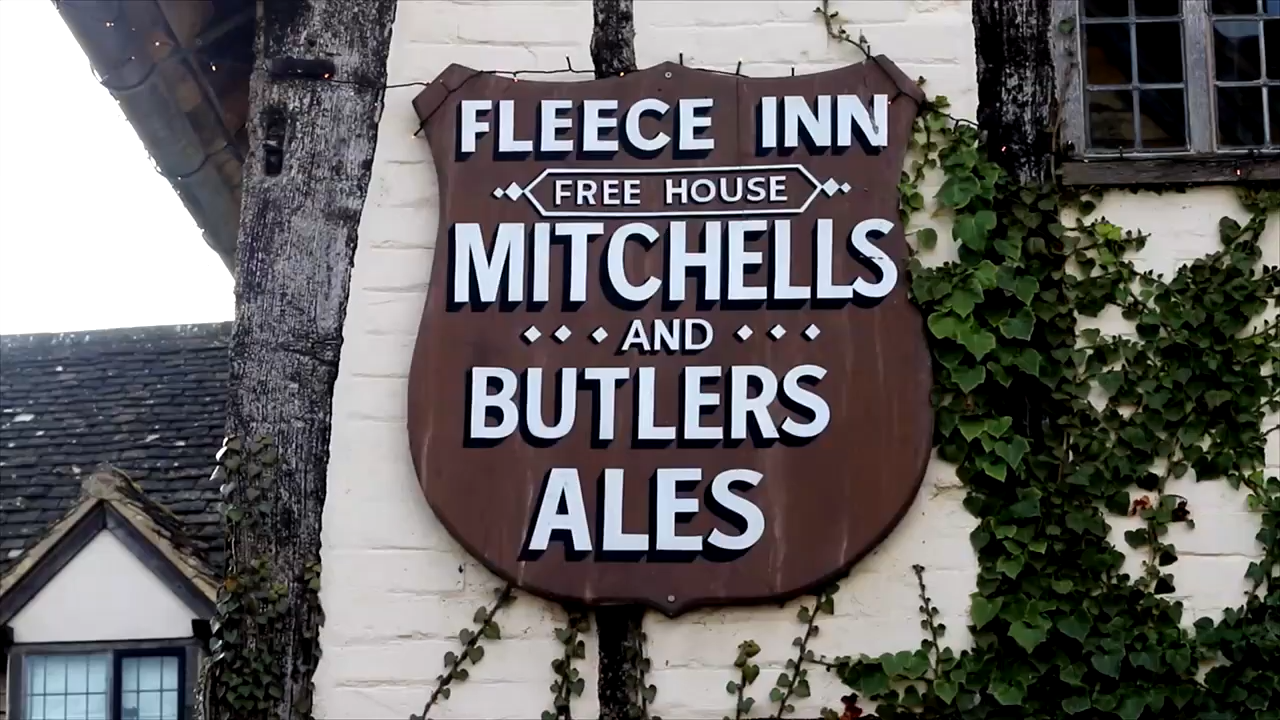 FLEECE INN
FREE HOUSE
MITCHELLS
AND
BUTLERS
ALES